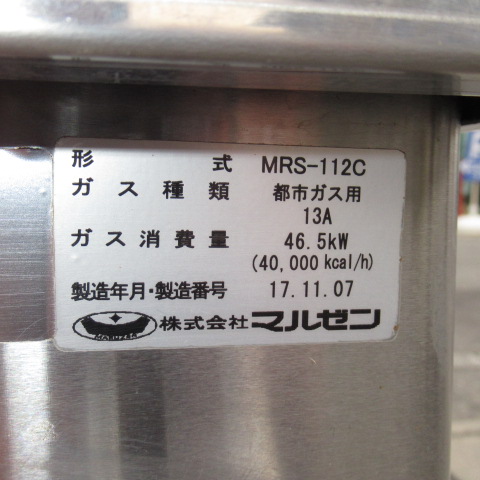 形式 MRS-112C
ガス種類 都市ガス用
13A
ガス消費量 46.5kW
(40,000 kcal/h)
製造年月・製造番号 17.11.07
MARUZEN 株式会社マルゼン